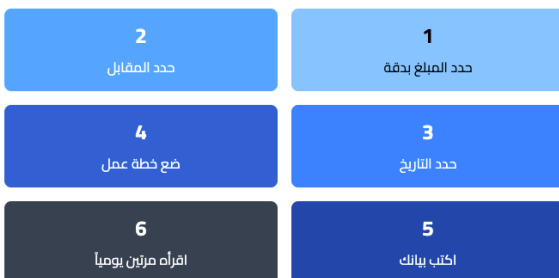 1
حدد المبلغ بدقة
2
حدد المقابل
3
حدد التاريخ
4
ضع خطة عمل
5
اكتب بيانك
6
اقرأه مرتين يومياً